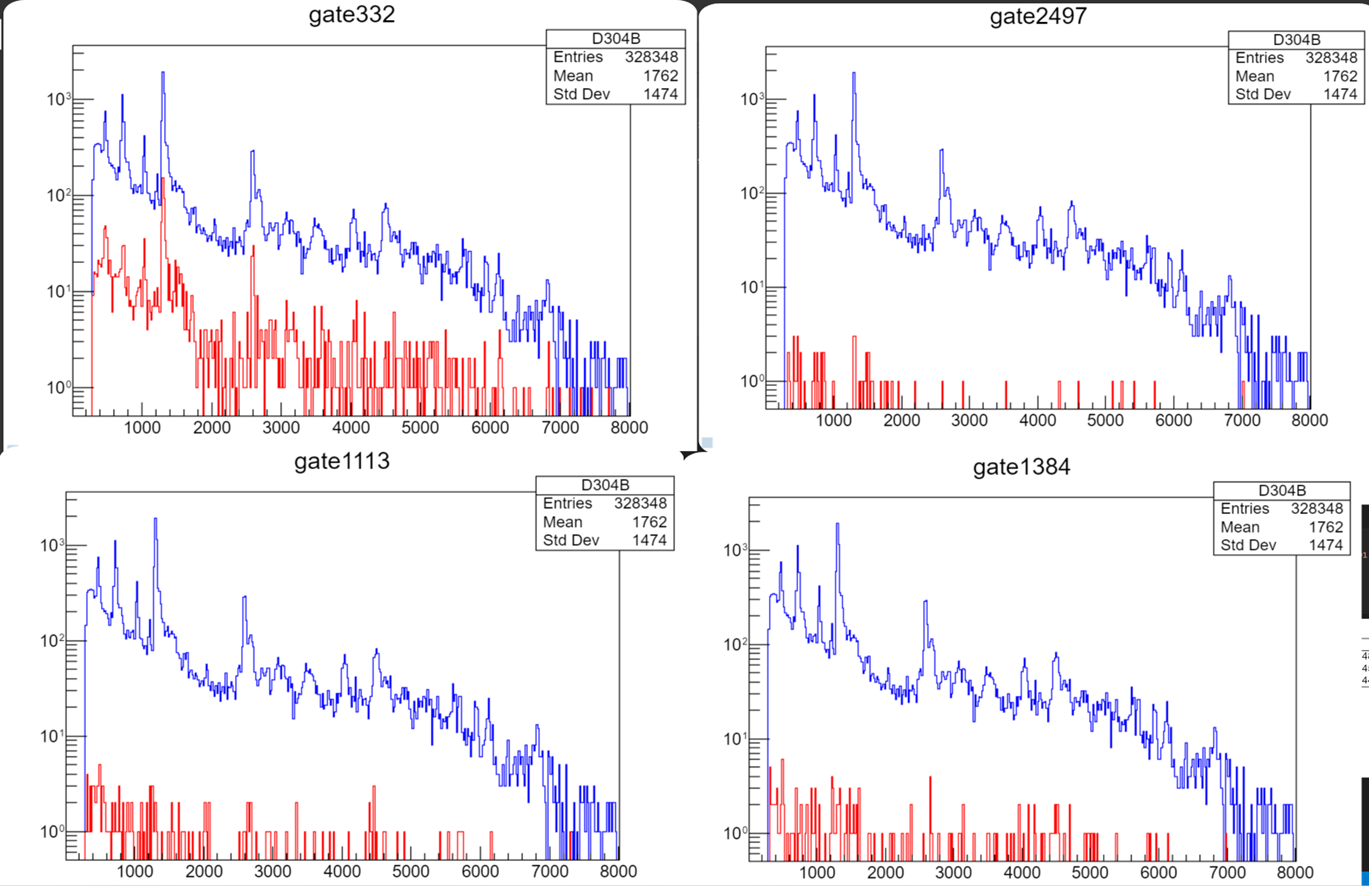 gate332
D304B
Entries 328348
Mean 1762
Std Dev 1474
10³
10²
10¹
10⁰
1000 2000 3000 4000 5000 6000 7000 8000
gate2497
D304B
Entries 328348
Mean 1762
Std Dev 1474
10³
10²
10¹
10⁰
1000 2000 3000 4000 5000 6000 7000 8000
gate1113
D304B
Entries 328348
Mean 1762
Std Dev 1474
10³
10²
10¹
10⁰
1000 2000 3000 4000 5000 6000 7000 8000
gate1384
D304B
Entries 328348
Mean 1762
Std Dev 1474
10³
10²
10¹
10⁰
1000 2000 3000 4000 5000 6000 7000 8000